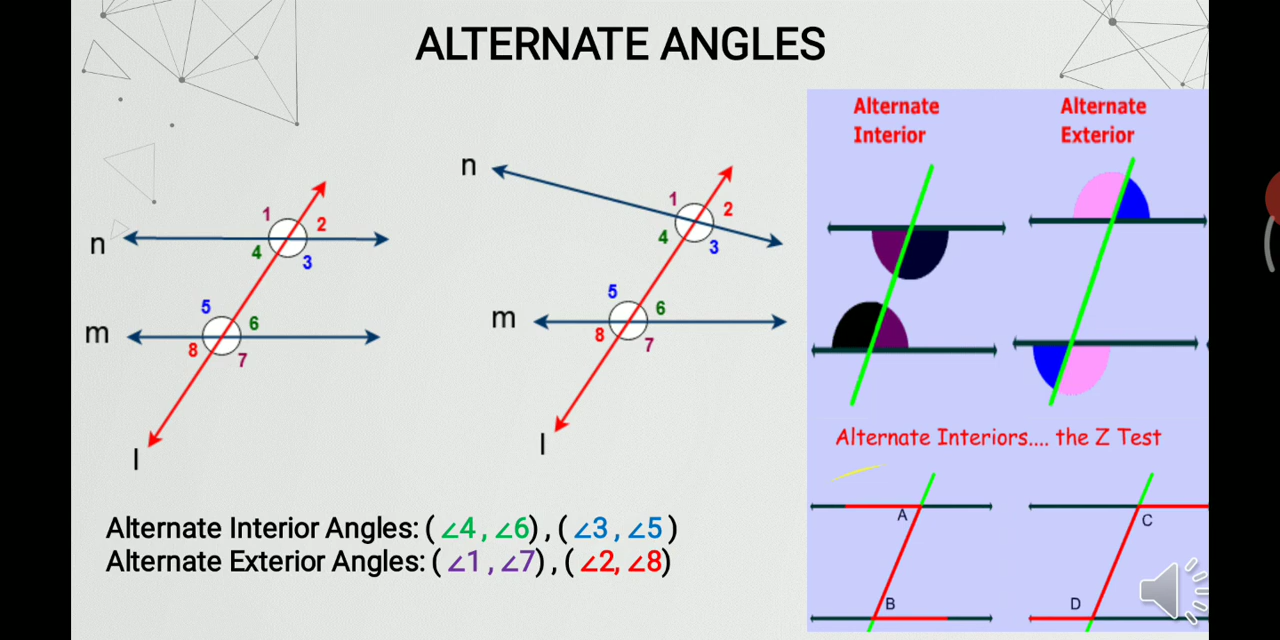 ALTERNATE ANGLES
Alternate Interior
Alternate Exterior
n
1
2
4
3
m
5
6
8
7
l
n
1
2
4
3
m
5
6
8
7
l
Alternate Interiors.... the Z Test
A
B
C
D
Alternate Interior Angles: ( ∠4 , ∠6) , ( ∠3 , ∠5 )
Alternate Exterior Angles: ( ∠1 , ∠7) , ( ∠2, ∠8)